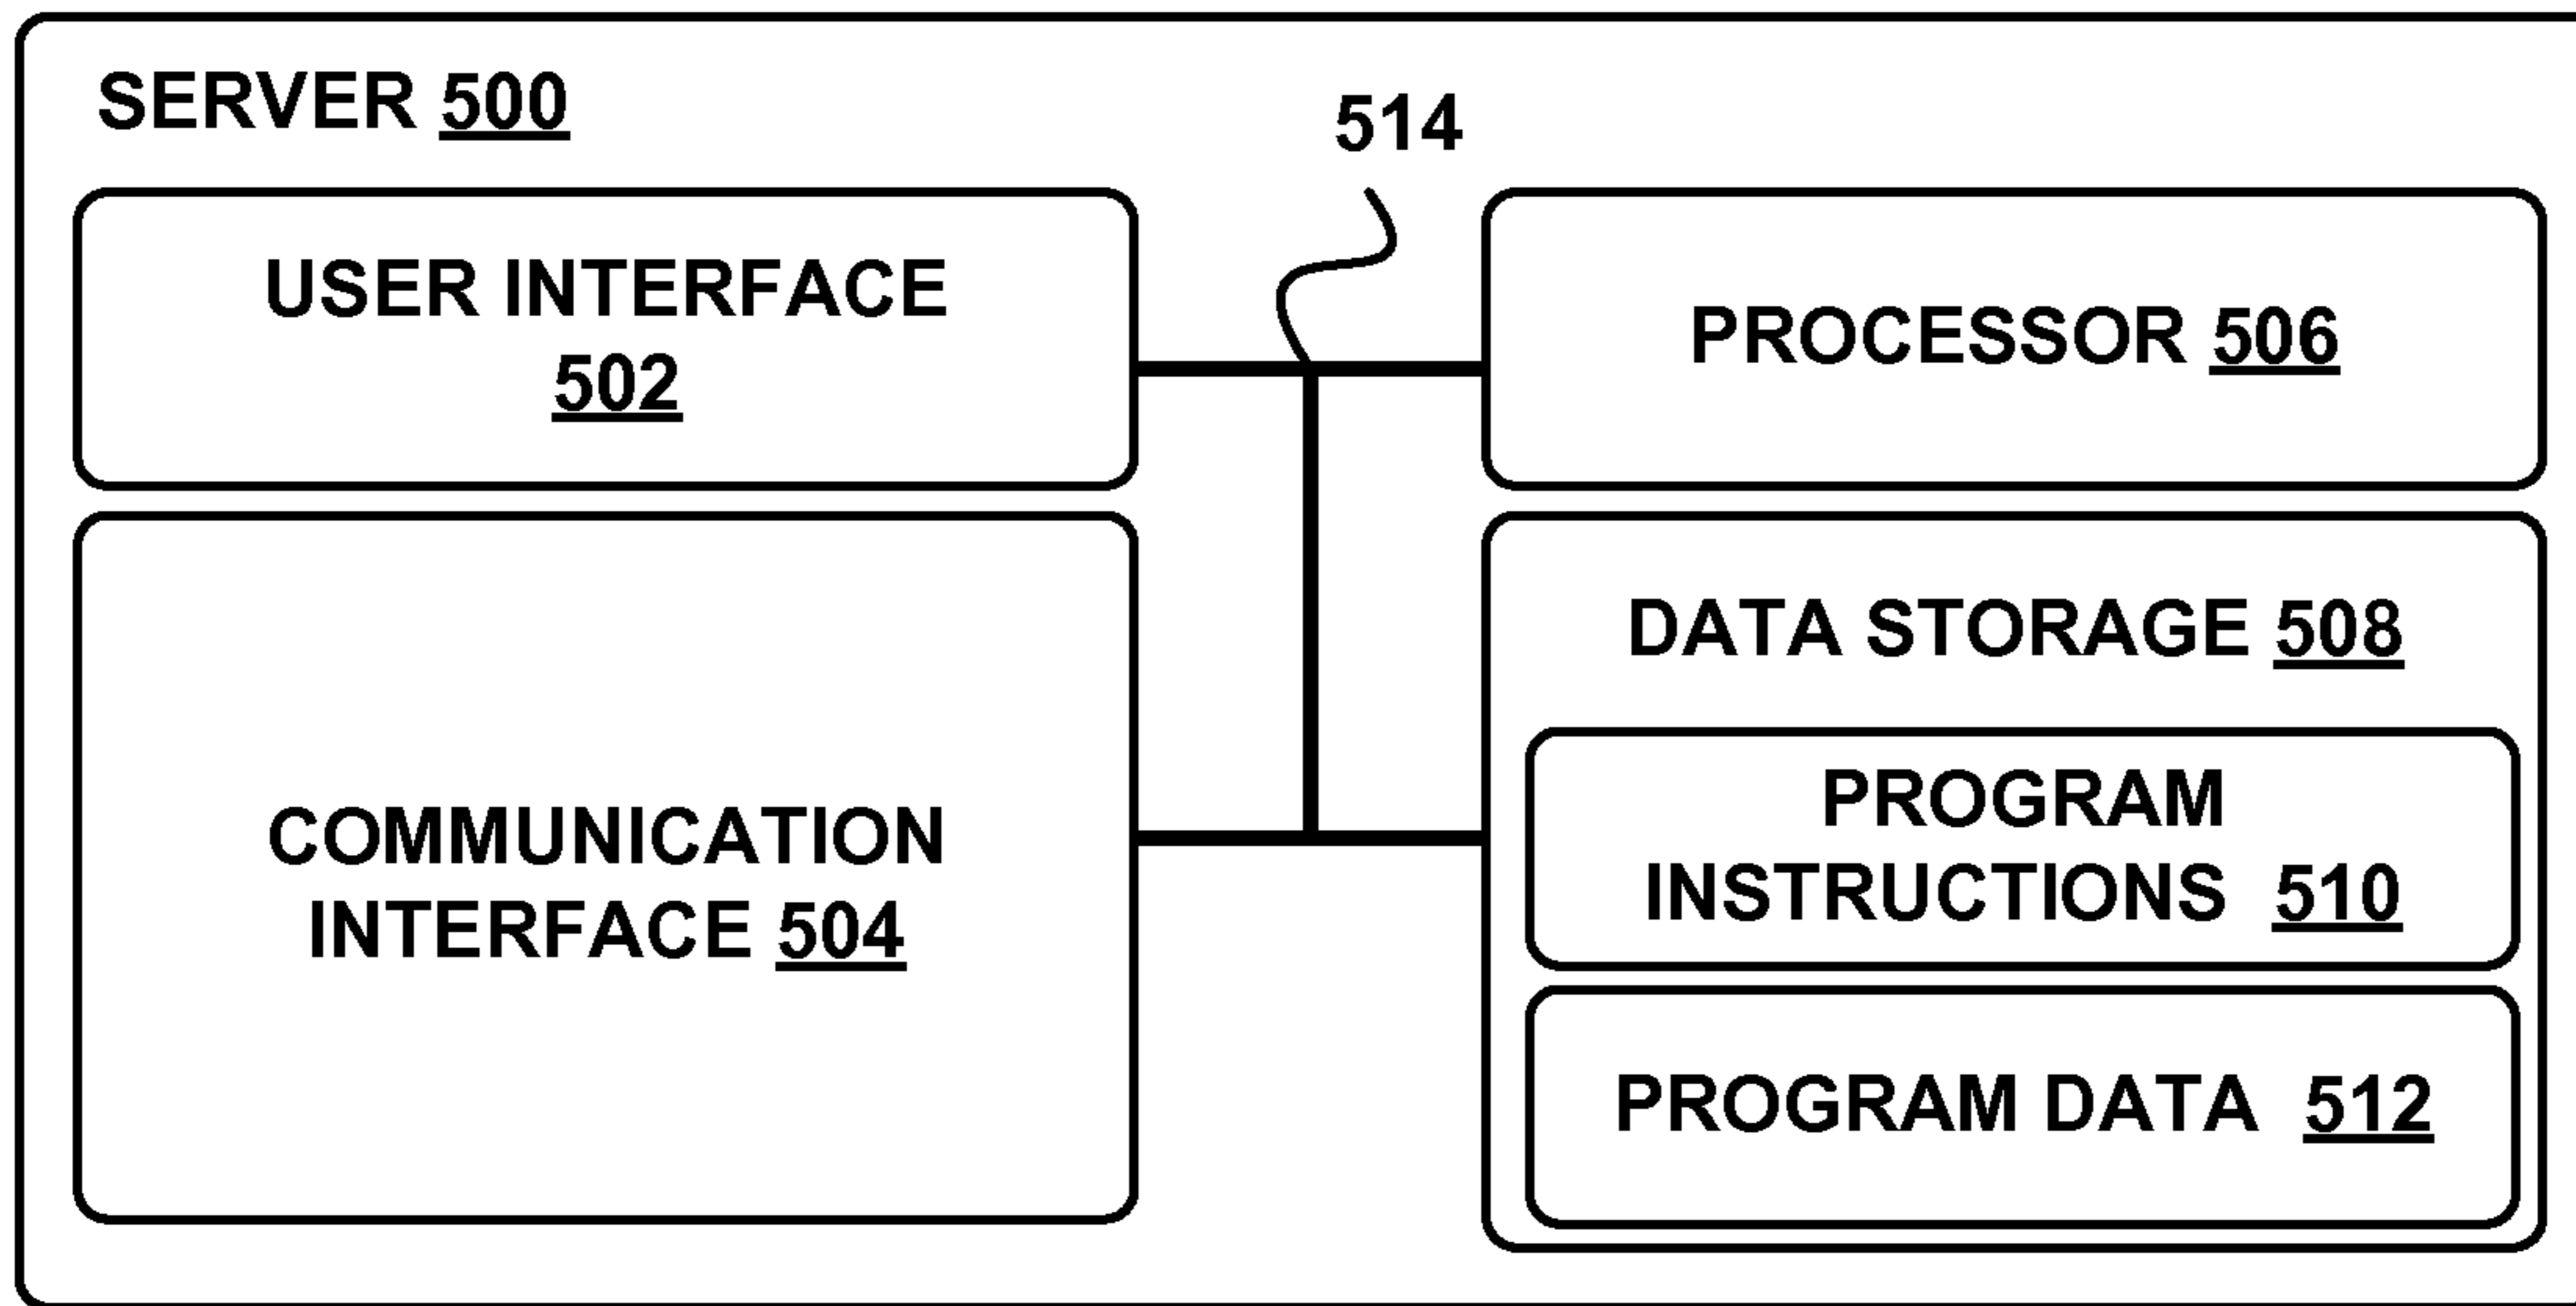 SERVER 500
514
USER INTERFACE
502
PROCESSOR 506
COMMUNICATION
INTERFACE 504
DATA STORAGE 508
PROGRAM
INSTRUCTIONS 510
PROGRAM DATA 512